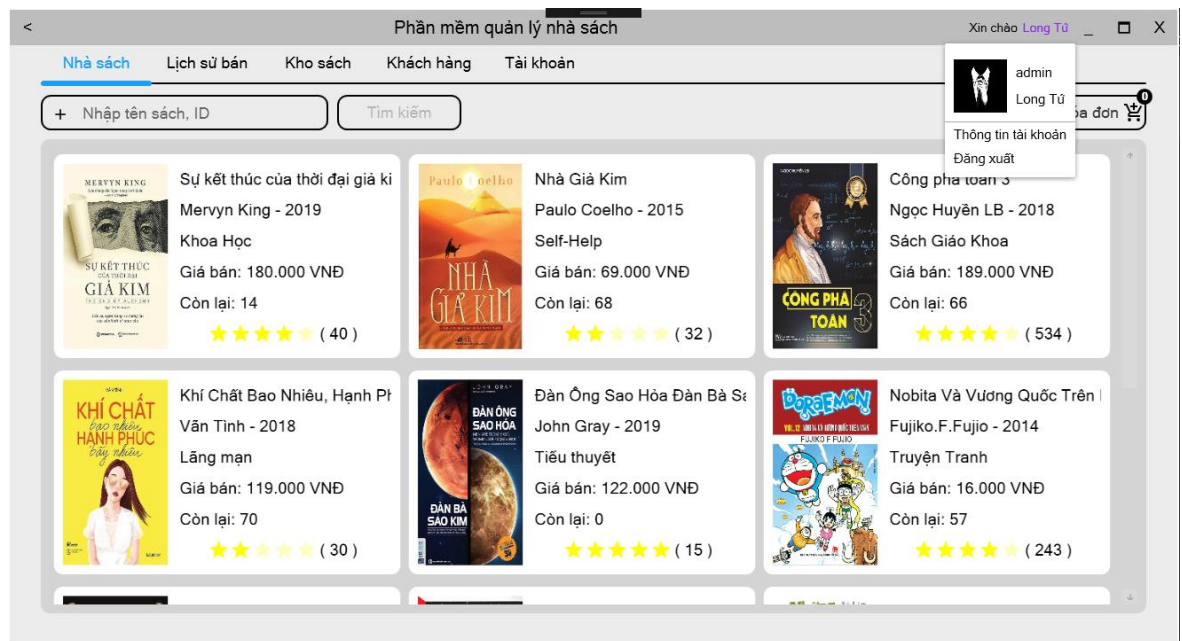 <
Phần mềm quản lý nhà sách
Xin chào Long Tứ _ X
Nhà sách Lịch sử bán Kho sách Khách hàng Tài khoản
admin
Long Tứ
Thông tin tài khoản
Đăng xuất
+ Nhập tên sách, ID
Tìm kiếm
óa đơn
0
MERVYN KING
SỰ KẾT THÚC
CỦA THỜI ĐẠI
GIẢ KIM
THE END OF ALCHEMY
Sự kết thúc của thời đại giả ki
Mervyn King - 2019
Khoa Học
Giá bán: 180.000 VNĐ
Còn lại: 14
( 40 )
Paulo Coelho
NHÀ
GIẢ KIM
Nhà Giả Kim
Paulo Coelho - 2015
Self-Help
Giá bán: 69.000 VNĐ
Còn lại: 68
( 32 )
CÔNG PHÁ
TOÁN 3
Công phá toán 3
Ngọc Huyền LB - 2018
Sách Giáo Khoa
Giá bán: 189.000 VNĐ
Còn lại: 66
( 534 )
KHÍ CHẤT
bao nhiêu
HẠNH PHÚC
bấy nhiêu
Khí Chất Bao Nhiêu, Hạnh Ph
Vãn Tình - 2018
Lãng mạn
Giá bán: 119.000 VNĐ
Còn lại: 70
( 30 )
JOHN GRAY
ĐÀN ÔNG
SAO HỎA
ĐÀN BÀ
SAO KIM
Đàn Ông Sao Hỏa Đàn Bà Sa
John Gray - 2019
Tiểu thuyết
Giá bán: 122.000 VNĐ
Còn lại: 0
( 15 )
DORAEMON
FUJIKO F FUJIO
Nobita Và Vương Quốc Trên
Fujiko.F.Fujio - 2014
Truyện Tranh
Giá bán: 16.000 VNĐ
Còn lại: 57
( 243 )